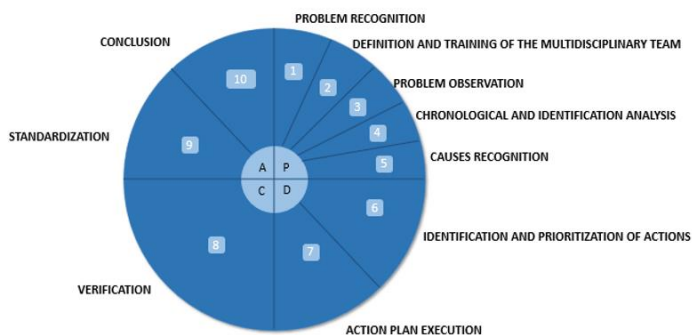 PROBLEM RECOGNITION
DEFINITION AND TRAINING OF THE MULTIDISCIPLINARY TEAM
PROBLEM OBSERVATION
CHRONOLOGICAL AND IDENTIFICATION ANALYSIS
CAUSES RECOGNITION
IDENTIFICATION AND PRIORITIZATION OF ACTIONS
ACTION PLAN EXECUTION
VERIFICATION
STANDARDIZATION
CONCLUSION
1
2
3
4
5
6
7
8
9
10
A P
C D